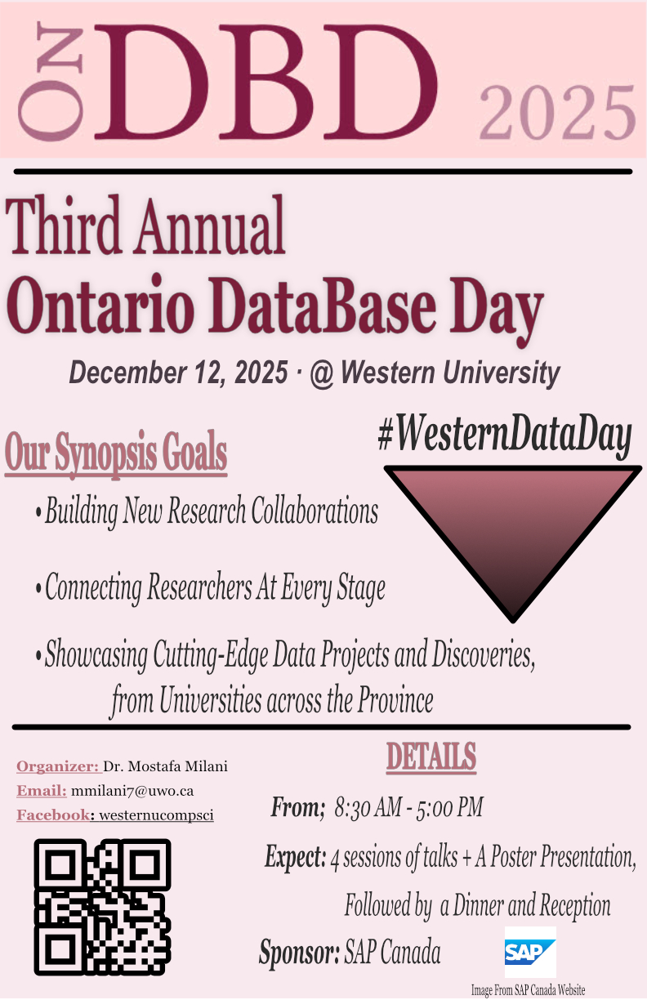 ON DBD 2025
Third Annual
Ontario DataBase Day
December 12, 2025 · @ Western University
#WesternDataDay
Our Synopsis Goals
• Building New Research Collaborations
• Connecting Researchers At Every Stage
• Showcasing Cutting-Edge Data Projects and Discoveries,
from Universities across the Province
Organizer: Dr. Mostafa Milani
Email: mmilani7@uwo.ca
Facebook: westernucompsci
DETAILS
From; 8:30 AM - 5:00 PM
Expect: 4 sessions of talks + A Poster Presentation,
Followed by a Dinner and Reception
Sponsor: SAP Canada
SAP
Image From SAP Canada Website